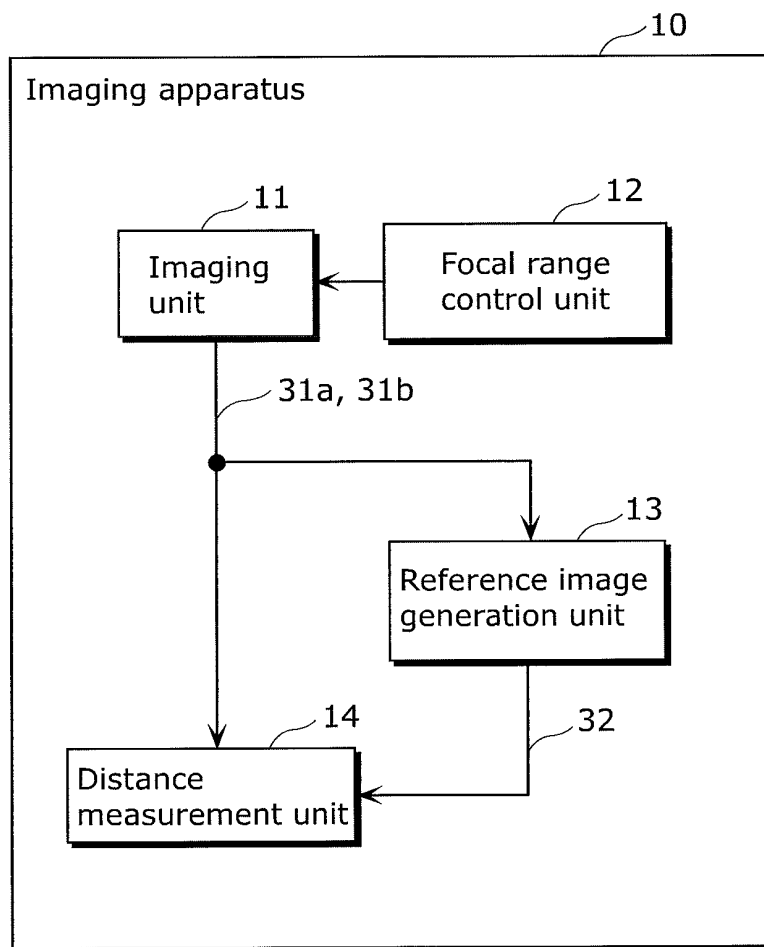 10
Imaging apparatus
11
12
Imaging
unit
Focal range
control unit
31a, 31b
13
Reference image
generation unit
14
32
Distance
measurement unit